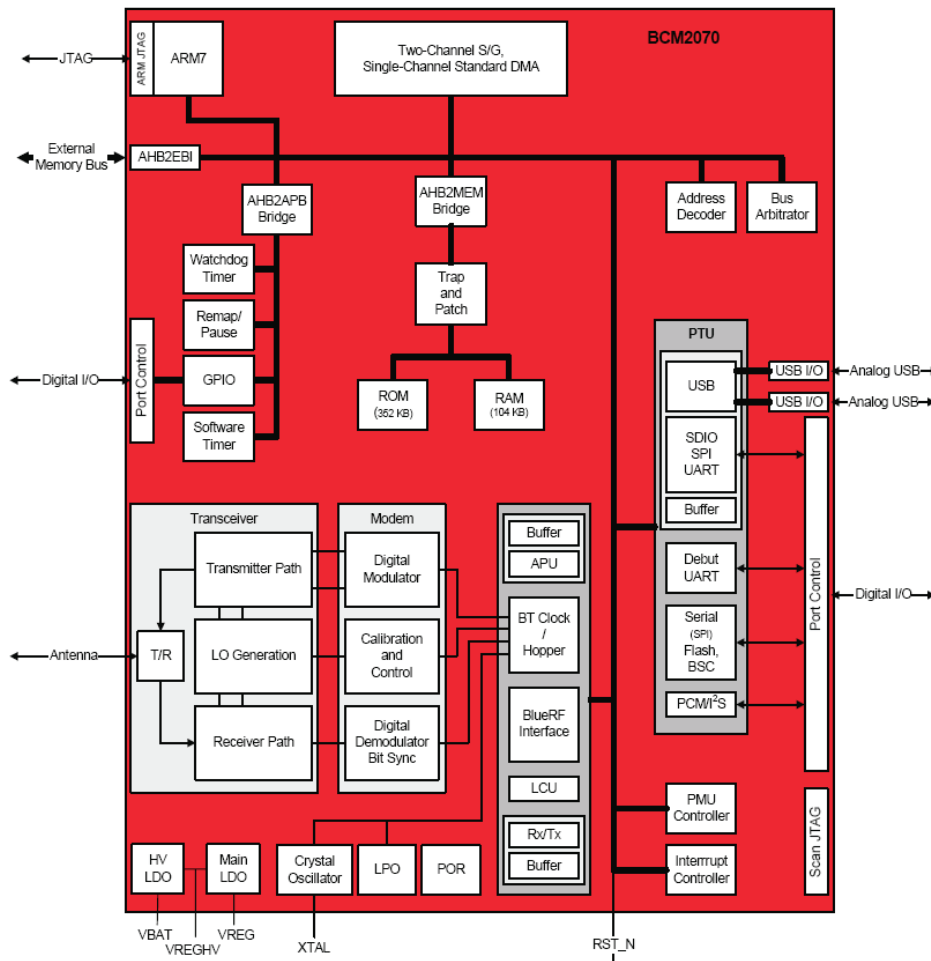 BCM2070
JTAG
ARM JTAG
ARM7
Two-Channel S/G,
Single-Channel Standard DMA
External
Memory Bus
AHB2EBI
AHB2APB
Bridge
AHB2MEM
Bridge
Address
Decoder
Bus
Arbitrator
Watchdog
Timer
Remap/
Pause
GPIO
Software
Timer
Digital I/O
Port Control
Trap
and
Patch
ROM
(352 KB)
RAM
(104 KB)
PTU
USB
SDIO
SPI
UART
Buffer
Debut
UART
Serial
(SPI)
Flash,
BSC
PCM/I²S
USB I/O
Analog USB
USB I/O
Analog USB
Port Control
Digital I/O
Transceiver
Transmitter Path
LO Generation
Receiver Path
T/R
Antenna
Modem
Digital
Modulator
Calibration
and
Control
Digital
Demodulator
Bit Sync
Buffer
APU
BT Clock
/
Hopper
BlueRF
Interface
LCU
Rx/Tx
Buffer
PMU
Controller
Interrupt
Controller
Scan JTAG
HV
LDO
Main
LDO
Crystal
Oscillator
LPO
POR
VBAT
VREGHV
VREG
XTAL
RST_N